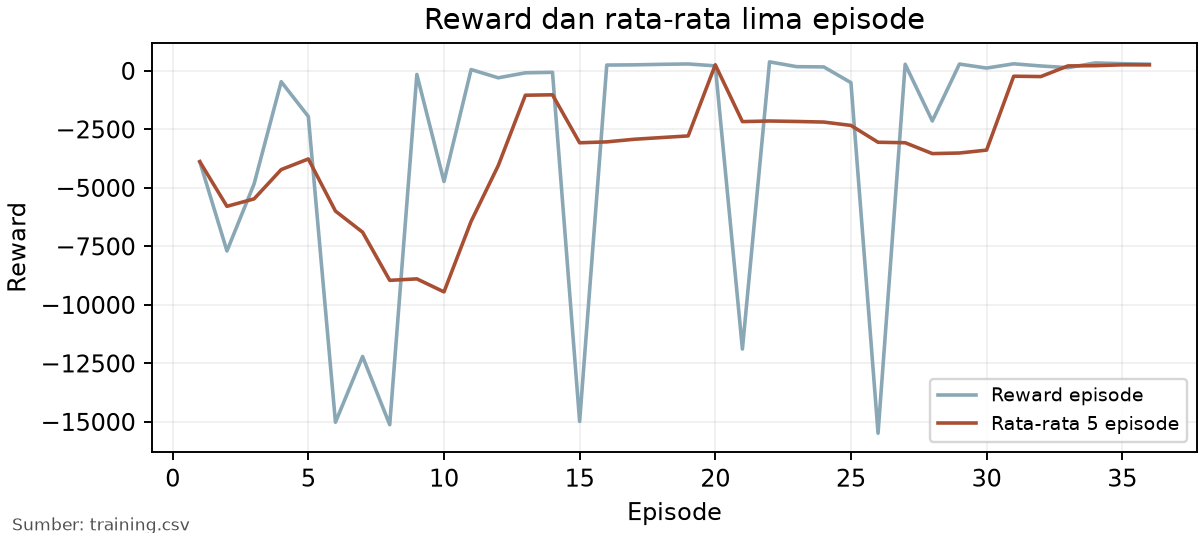 Reward dan rata-rata lima episode
Reward
0
−2500
−5000
−7500
−10000
−12500
−15000
0 5 10 15 20 25 30 35
Episode
Reward episode
Rata-rata 5 episode
Sumber: training.csv